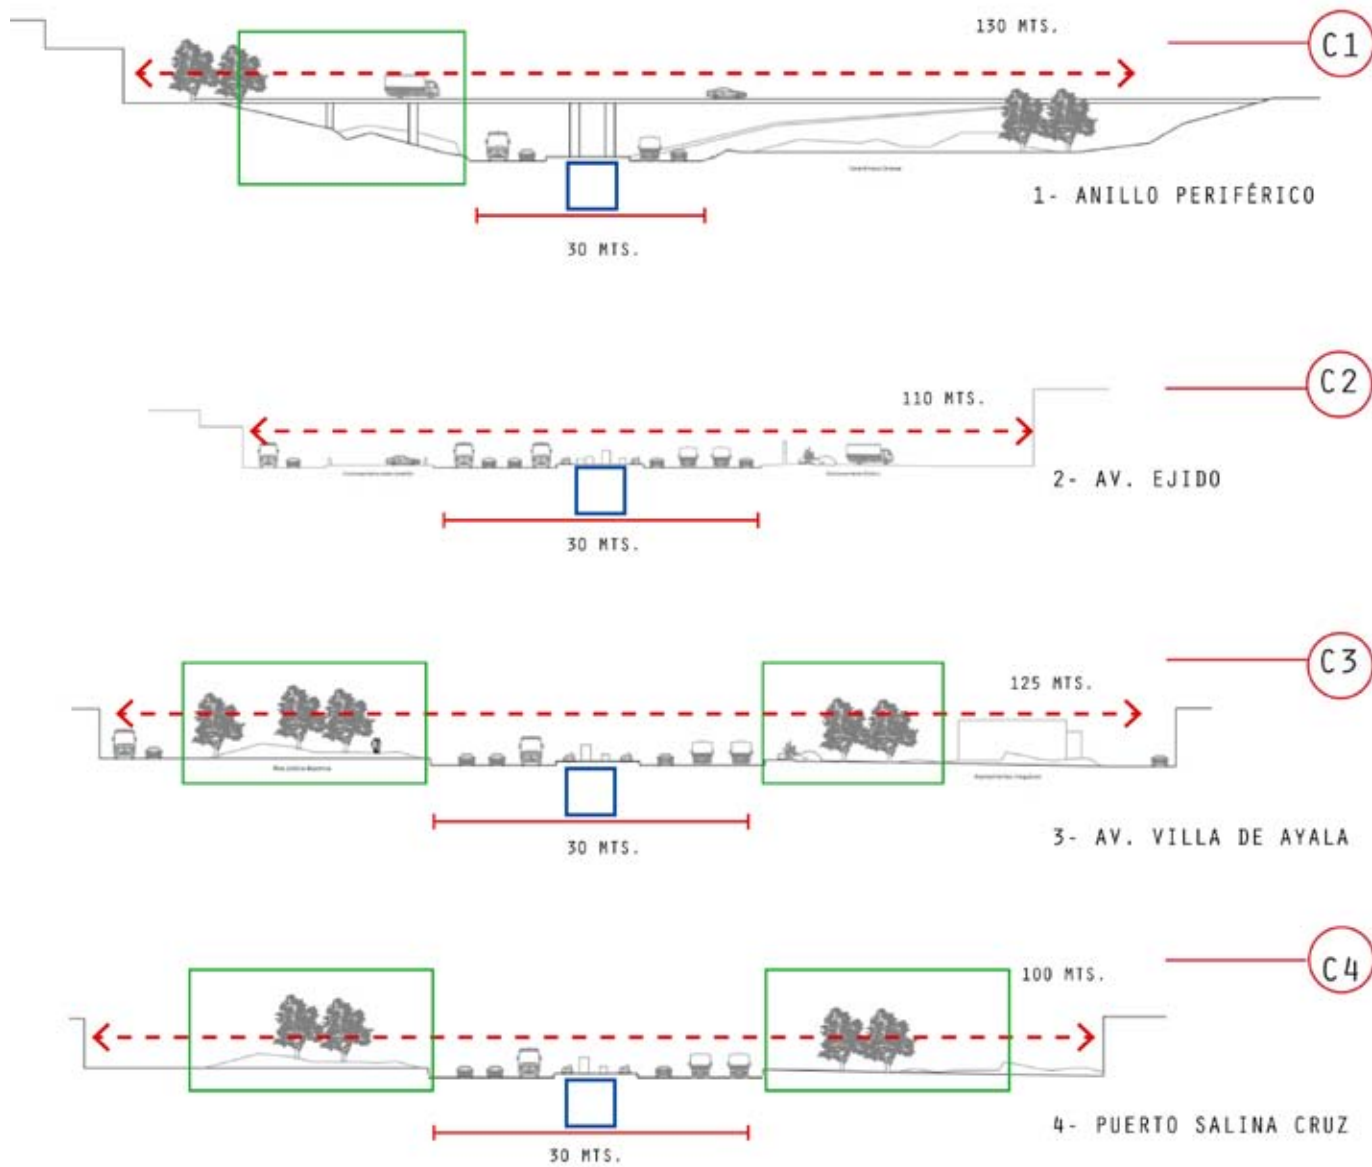 130 MTS.
C1
1- ANILLO PERIFÉRICO
30 MTS.
C2
110 MTS.
2- AV. EJIDO
30 MTS.
C3
125 MTS.
3- AV. VILLA DE AYALA
30 MTS.
C4
100 MTS.
4- PUERTO SALINA CRUZ
30 MTS.